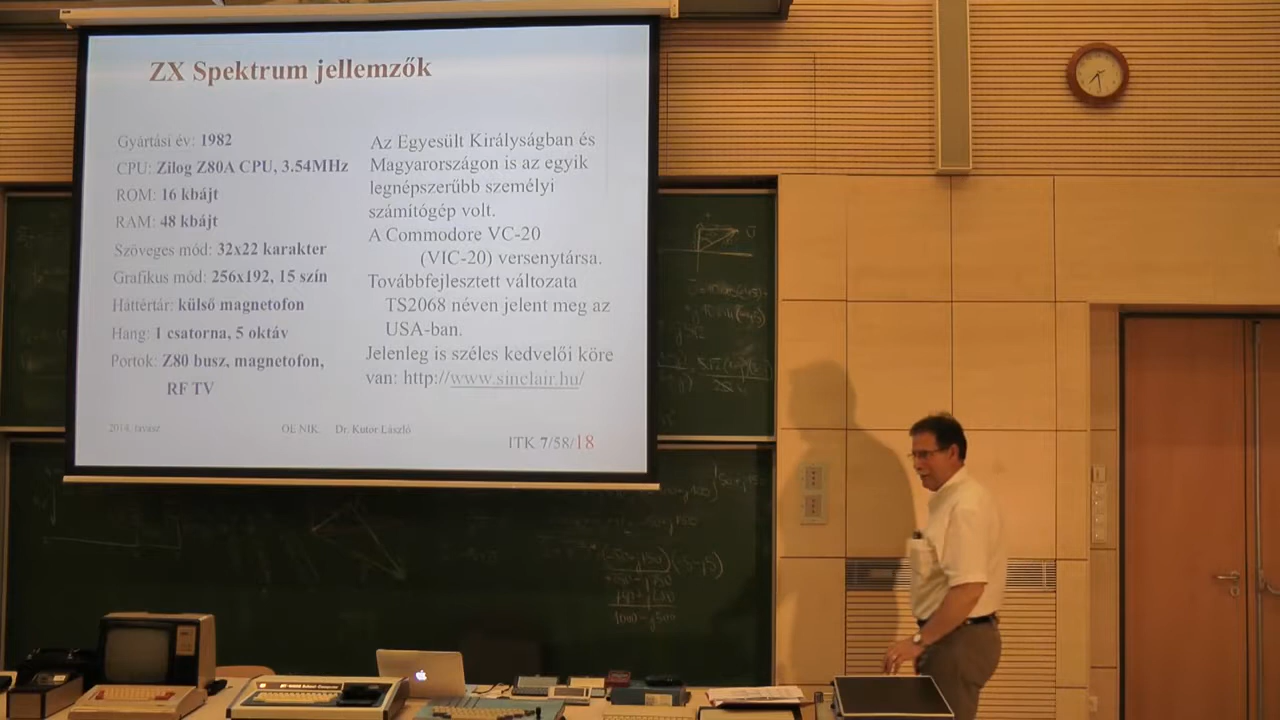 ZX Spektrum jellemzők
Gyártási év: 1982
CPU: Zilog Z80A CPU, 3.54MHz
ROM: 16 kbájt
RAM: 48 kbájt
Szöveges mód: 32x22 karakter
Grafikus mód: 256x192, 15 szín
Háttértár: külső magnetofon
Hang: 1 csatorna, 5 oktáv
Portok: Z80 busz, magnetofon,
RF TV
Az Egyesült Királyságban és
Magyarországon is az egyik
legnépszerűbb személyi
számítógép volt.
A Commodore VC-20
(VIC-20) versenytársa.
Továbbfejlesztett változata
TS2068 néven jelent meg az
USA-ban.
Jelenleg is széles kedvelői köre
van: http://www.sinclair.hu/
2014. tavasz
OE NIK
Dr. Kutor László
ITK 7/58/18